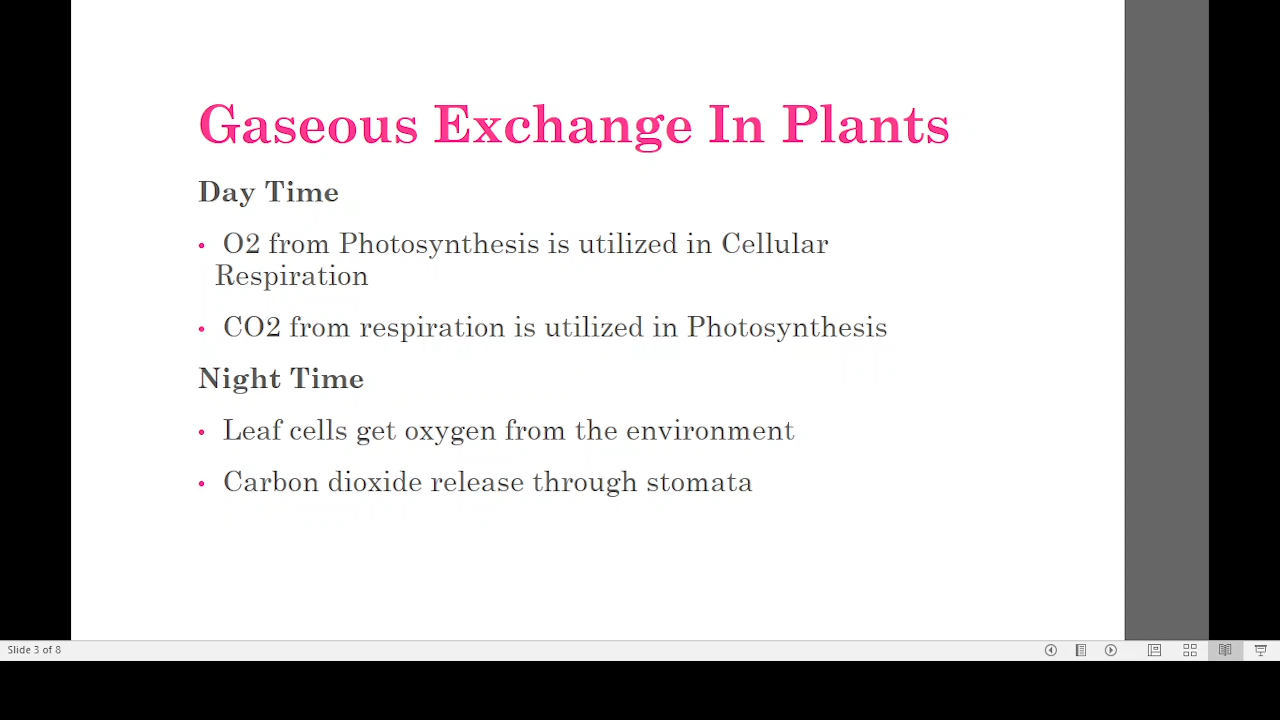 Gaseous Exchange In Plants
Day Time
• O2 from Photosynthesis is utilized in Cellular
Respiration
• CO2 from respiration is utilized in Photosynthesis
Night Time
• Leaf cells get oxygen from the environment
• Carbon dioxide release through stomata
Slide 3 of 8